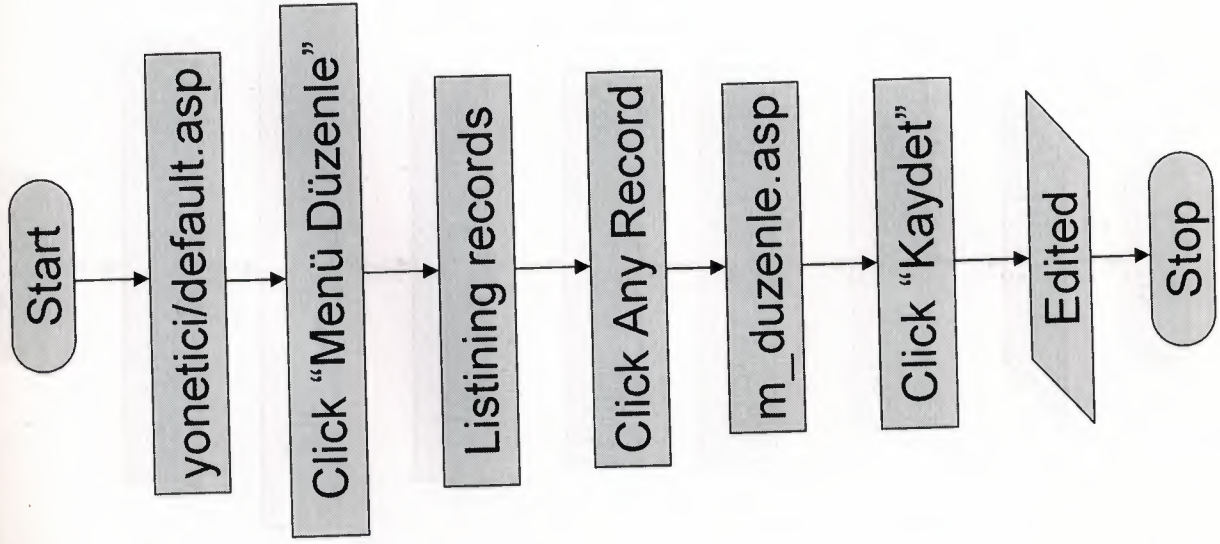 Start
yonetici/default.asp
Click “Menü Düzenle”
Listining records
Click Any Record
m_duzenle.asp
Click “Kaydet”
Edited
Stop